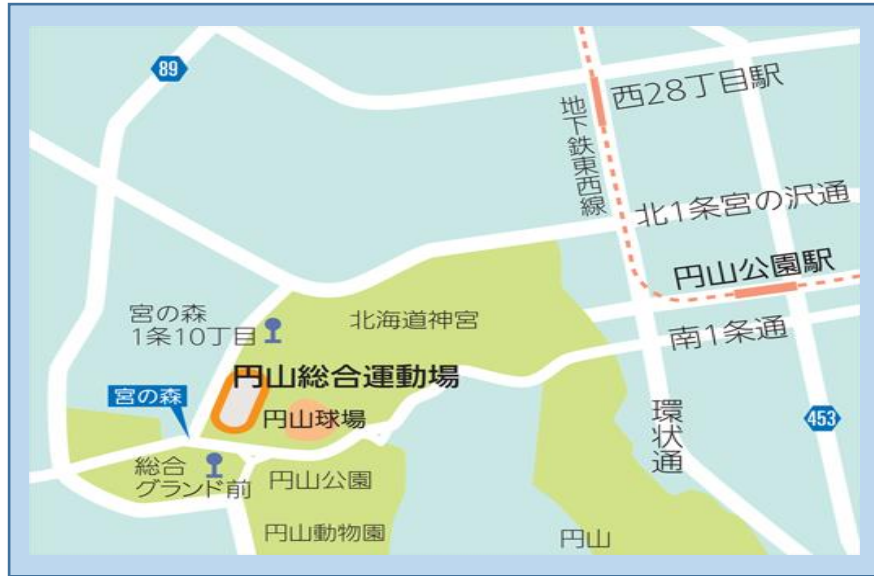 89
西28丁目駅
地下鉄東西線
北1条宮の沢通
円山公園駅
宮の森
1条10丁目
北海道神宮
南1条通
円山総合運動場
宮の森
円山球場
環状通
453
総合
グランド前
円山公園
円山動物園
円山